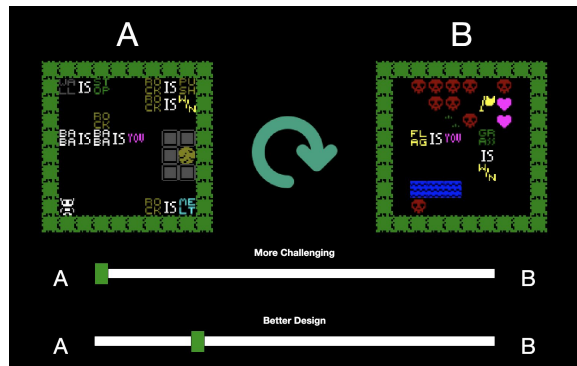 A
B
WALL IS STOP
ROCK IS PUSH
ROCK IS WIN
ROCK
BABA IS BABA IS YOU
ROCK IS MELT
FLAG IS YOU
GRASS
IS
WIN
More Challenging
A
B
Better Design
A
B